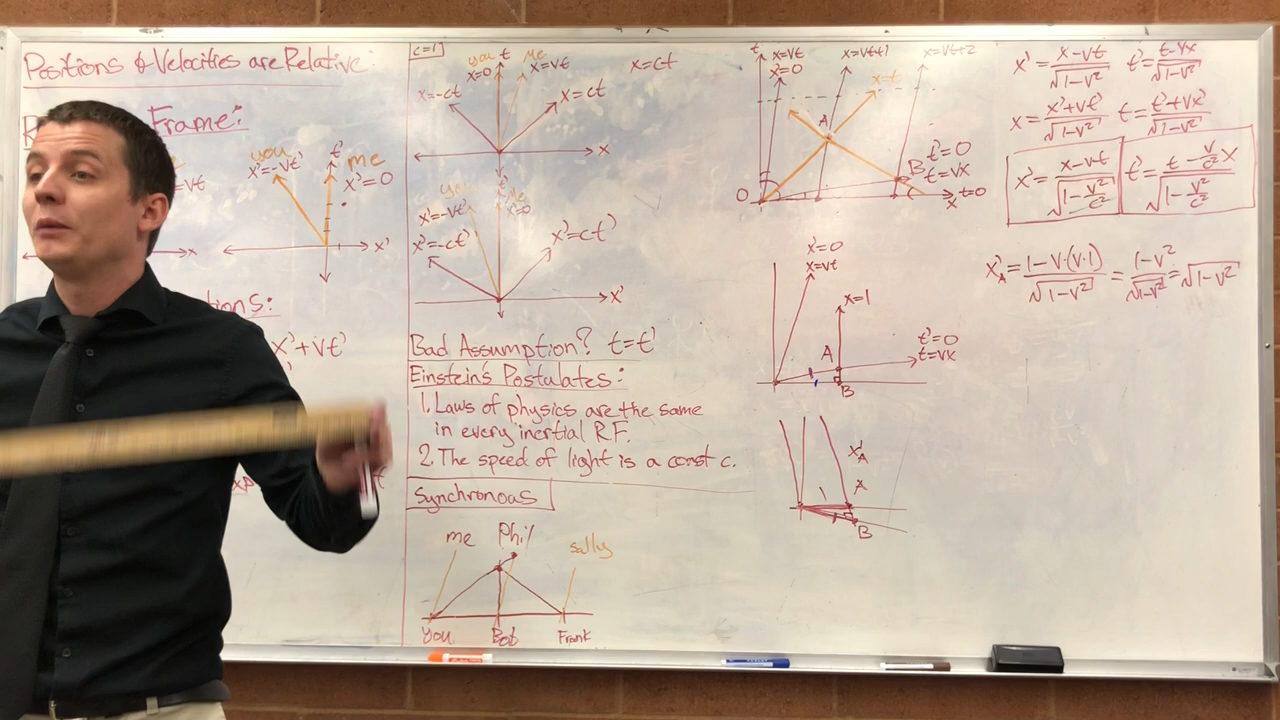 Positions & Velocities are Relative:
Frame:
you
x'=-vt'
t'
me
x'=0
=vt
x
x'
ions:
x'+vt'
c=1
you
t
me
x=0
x=vt
x=ct
x=-ct
x=ct
x
t'
me
x'=-vt'
x'=0
x'=-ct'
x'=ct'
x'
Bad Assumption? t=t'
Einstein's Postulates:
1. Laws of physics are the same
in every inertial R.F.
2. The speed of light is a const c.
Synchronous
me
Phil
sally
you
Bob
Frank
t
x=vt
x=vt+1
x=vt+2
x'=0
x=t
A
t'=0
B
t=vx
O
x
t=0
x'=0
x=vt
x=1
A
t'=0
t=vx
B
x'A
1
A
B
x'=x-vt/√1-v² t'=t-vx/√1-v²
x=x'+vt'/√1-v² t=t'+vx'/√1-v²
x'=x-vt/√1-v²/c² t'=t-v/c² x/√1-v²/c²
x'A=1-v·(v·1)/√1-v²=1-v²/√1-v²=√1-v²